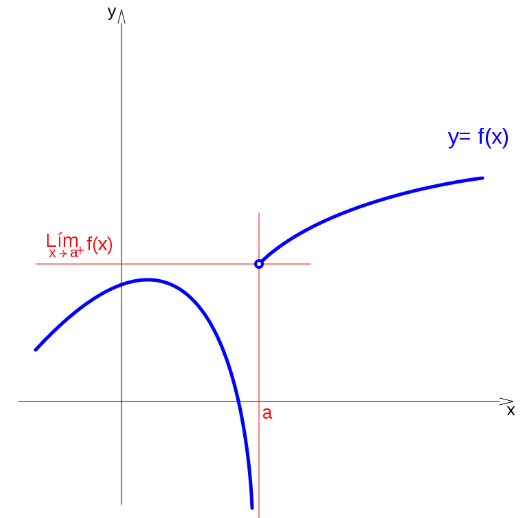 y
y= f(x)
Lím f(x)
x→a+
a
x